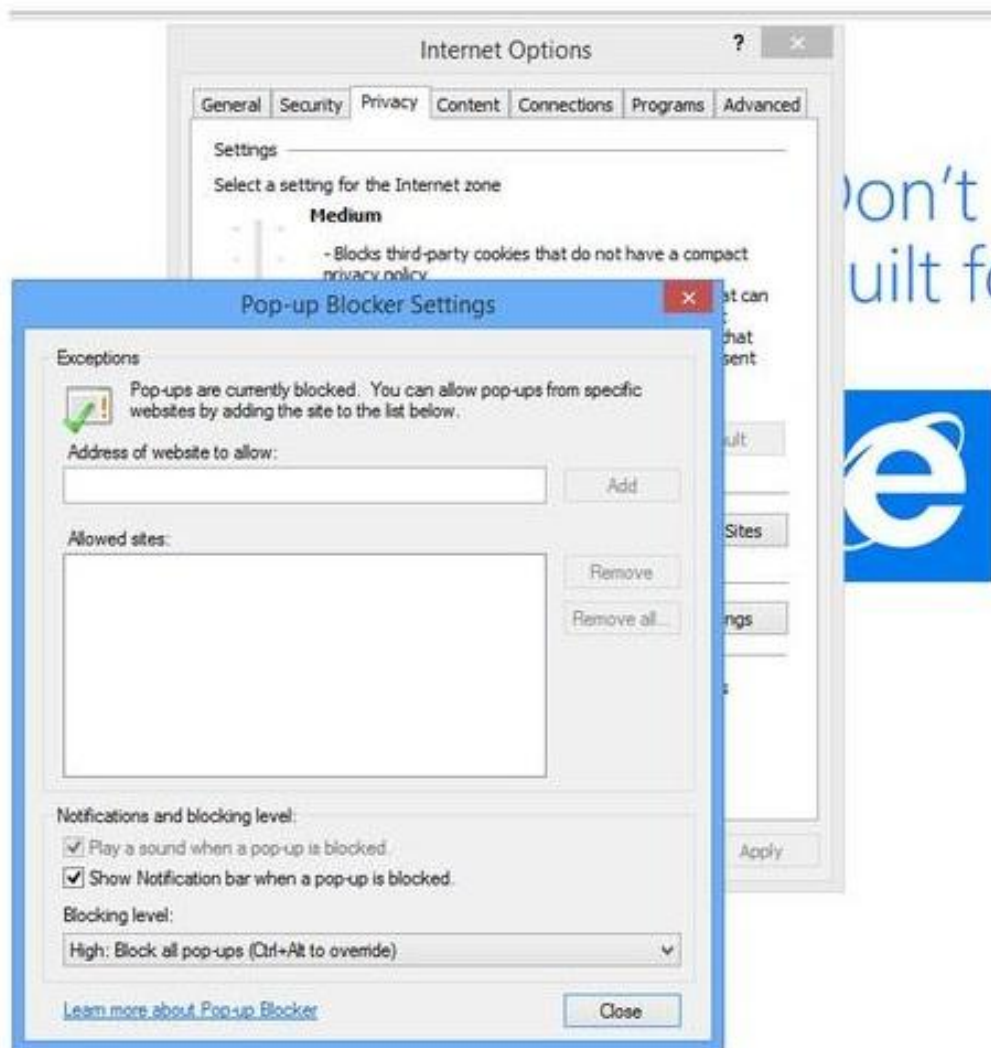 Internet Options
?
General Security Privacy Content Connections Programs Advanced
Settings
Select a setting for the Internet zone
Medium
- Blocks third-party cookies that do not have a compact
privacy policy
at can
that
sent
ult
Sites
ngs
s
Apply
Don't
uilt fo
Pop-up Blocker Settings
Exceptions
Pop-ups are currently blocked. You can allow pop-ups from specific
websites by adding the site to the list below.
Address of website to allow:
Add
Allowed sites:
Remove
Remove all...
Notifications and blocking level:
Play a sound when a pop-up is blocked.
Show Notification bar when a pop-up is blocked.
Blocking level:
High: Block all pop-ups (Ctrl+Alt to override)
Learn more about Pop-up Blocker
Close